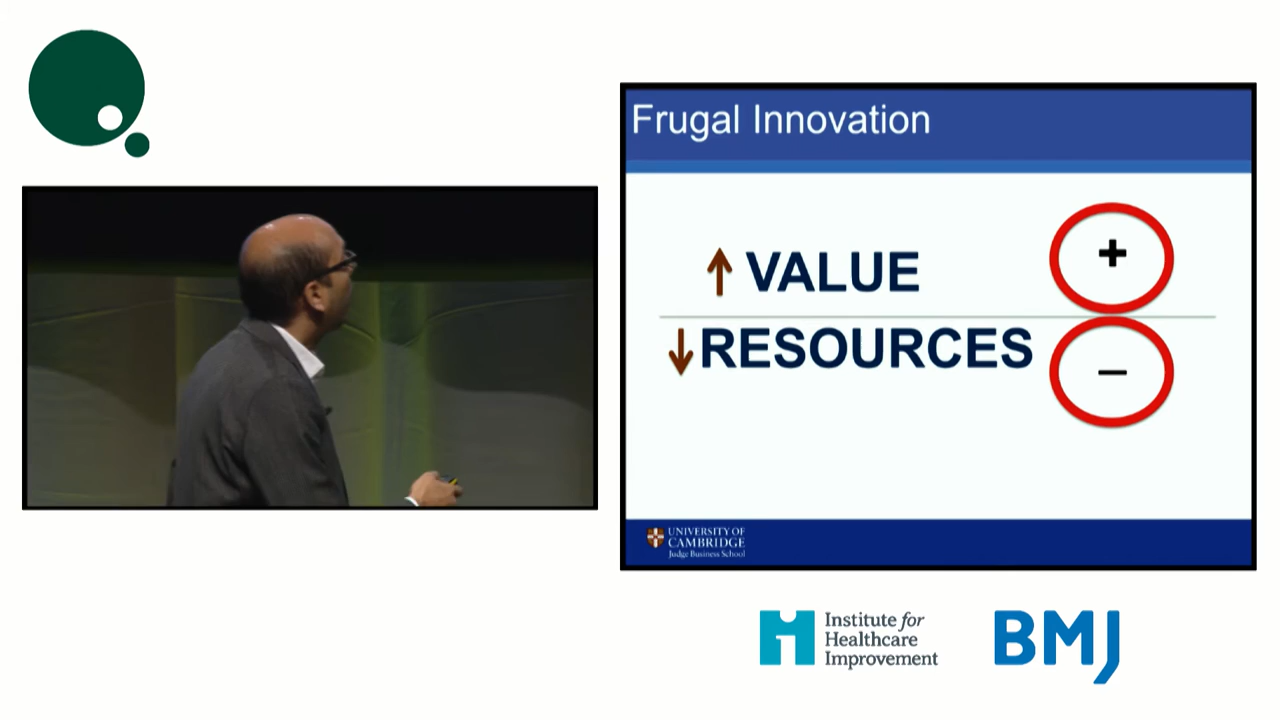 Frugal Innovation
↑ VALUE +
↓ RESOURCES –
UNIVERSITY OF
CAMBRIDGE
Judge Business School
Institute for
Healthcare
Improvement
BMJ